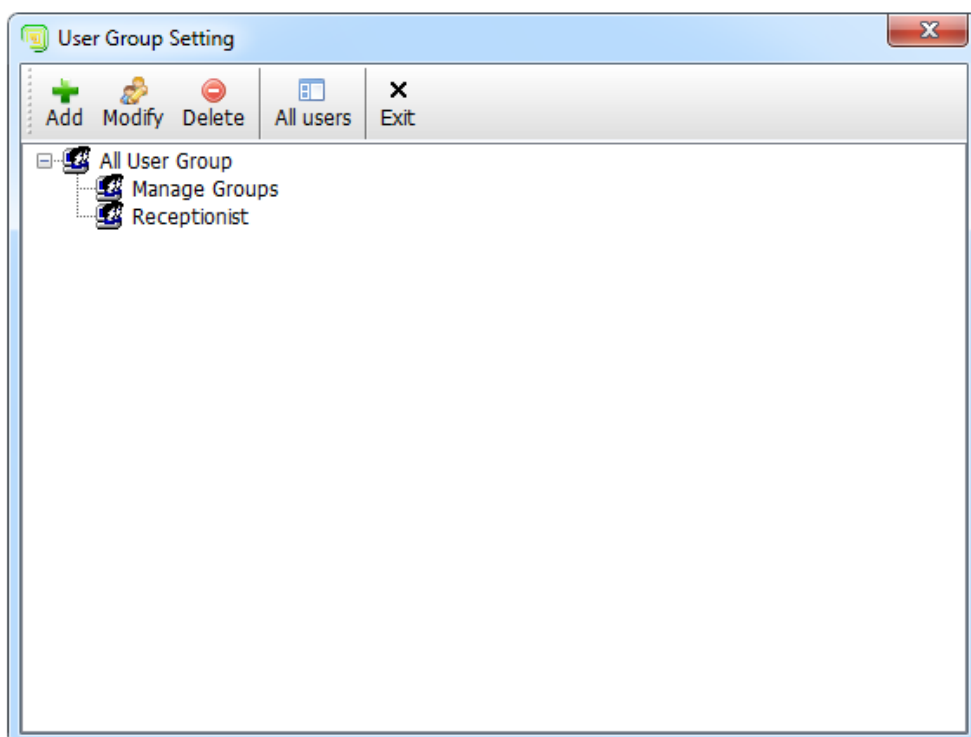 User Group Setting
Add Modify Delete All users Exit
All User Group
Manage Groups
Receptionist